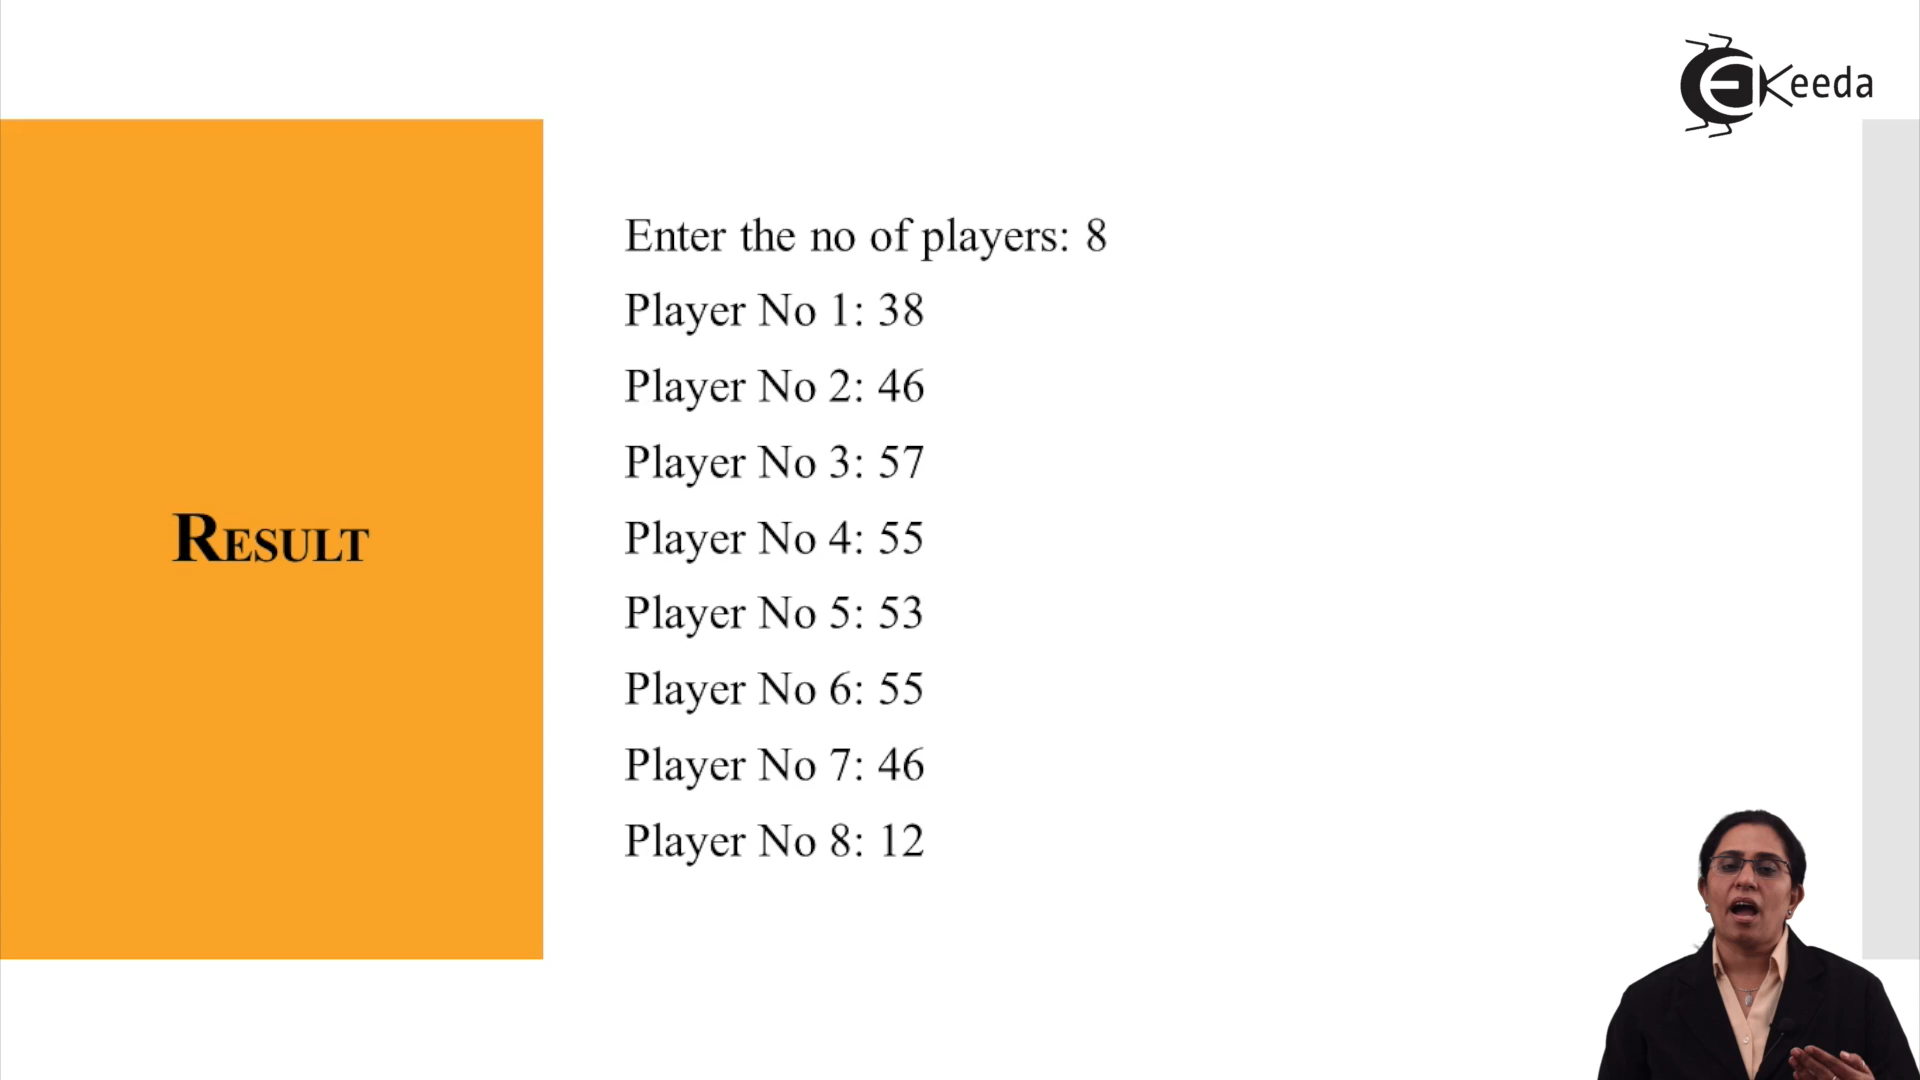 EKeeda
RESULT
Enter the no of players: 8
Player No 1: 38
Player No 2: 46
Player No 3: 57
Player No 4: 55
Player No 5: 53
Player No 6: 55
Player No 7: 46
Player No 8: 12